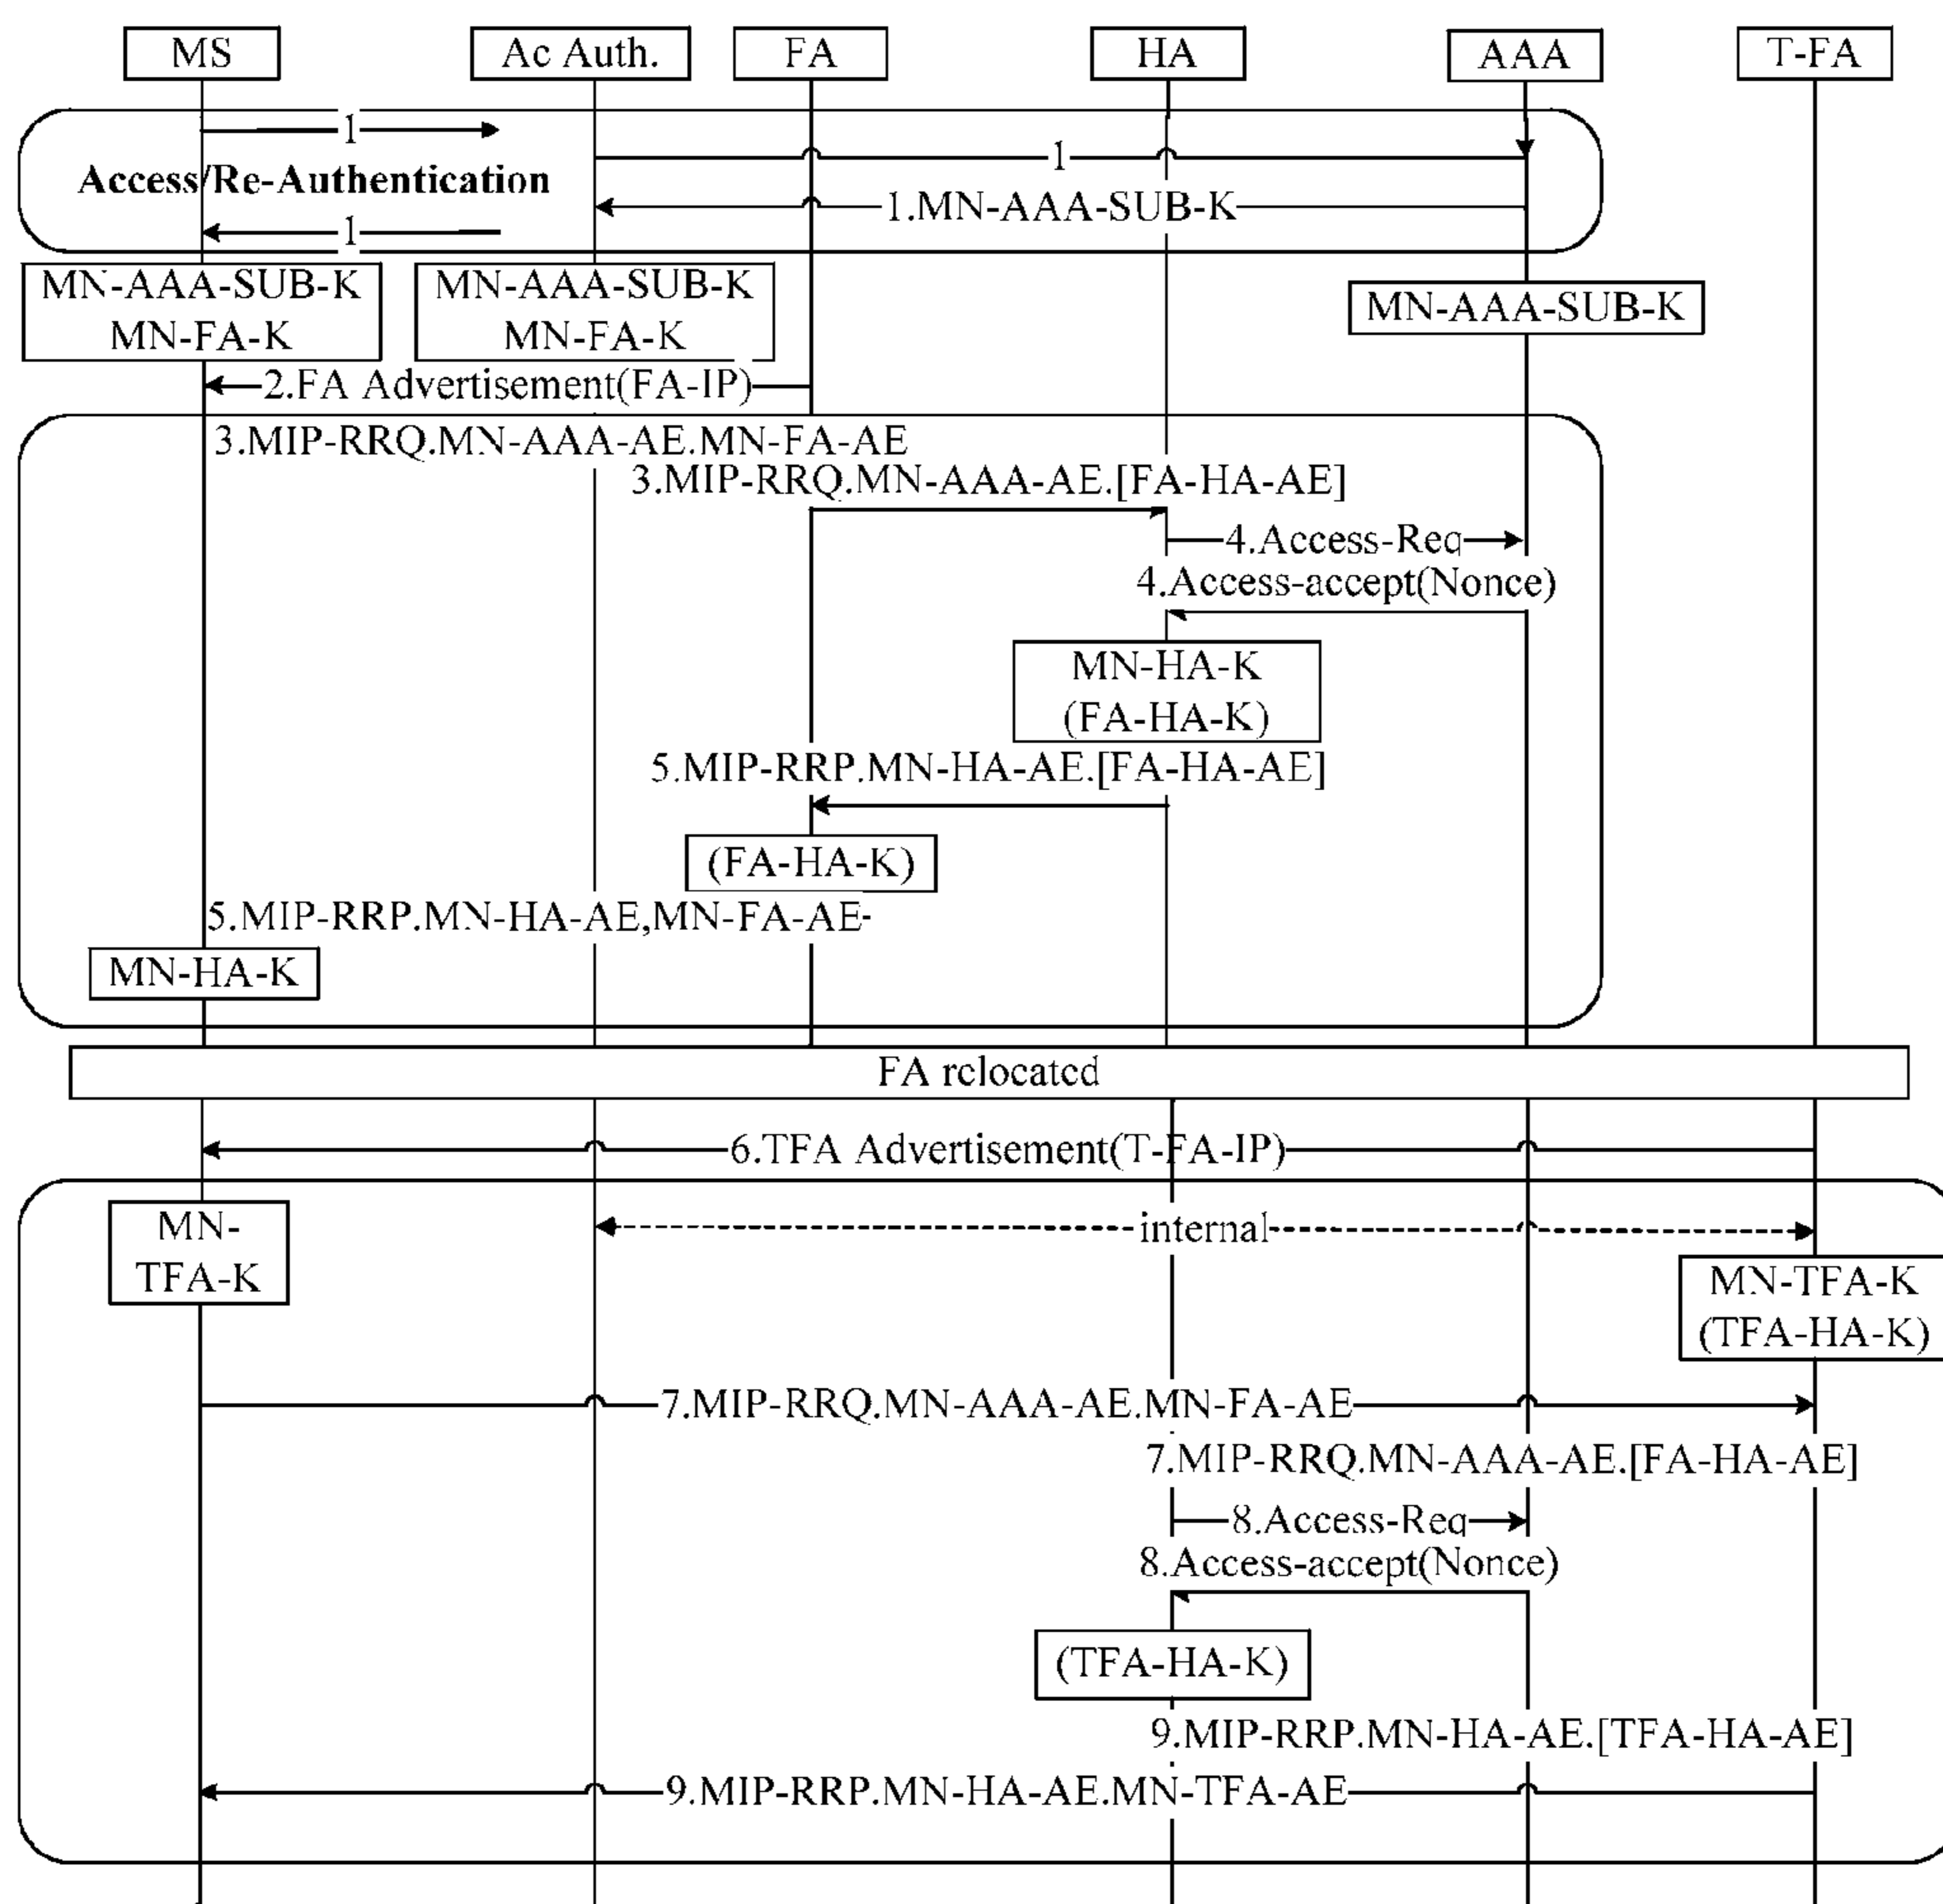 MS
Ac Auth.
FA
HA
AAA
T-FA
1
1
Access/Re-Authentication
1.MN-AAA-SUB-K
1
MN-AAA-SUB-K
MN-FA-K
MN-AAA-SUB-K
MN-FA-K
MN-AAA-SUB-K
2.FA Advertisement(FA-IP)
3.MIP-RRQ.MN-AAA-AE.MN-FA-AE
3.MIP-RRQ.MN-AAA-AE.[FA-HA-AE]
4.Access-Req
4.Access-accept(Nonce)
MN-HA-K
(FA-HA-K)
5.MIP-RRP.MN-HA-AE.[FA-HA-AE]
(FA-HA-K)
5.MIP-RRP.MN-HA-AE,MN-FA-AE
MN-HA-K
FA relocated
6.TFA Advertisement(T-FA-IP)
MN-
TFA-K
internal
MN-TFA-K
(TFA-HA-K)
7.MIP-RRQ.MN-AAA-AE.MN-FA-AE
7.MIP-RRQ.MN-AAA-AE.[FA-HA-AE]
8.Access-Req
8.Access-accept(Nonce)
(TFA-HA-K)
9.MIP-RRP.MN-HA-AE.[TFA-HA-AE]
9.MIP-RRP.MN-HA-AE.MN-TFA-AE